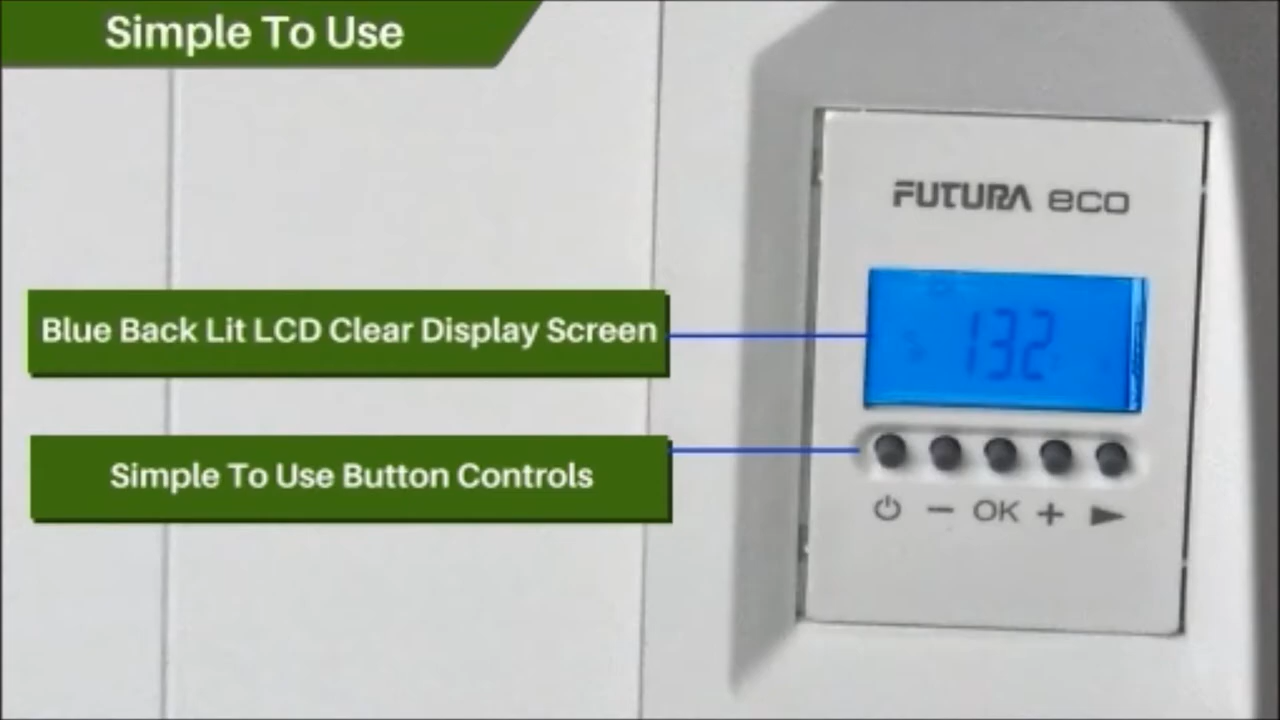 Simple To Use
FUTURA eco
Blue Back Lit LCD Clear Display Screen
132
Simple To Use Button Controls
— OK + ►